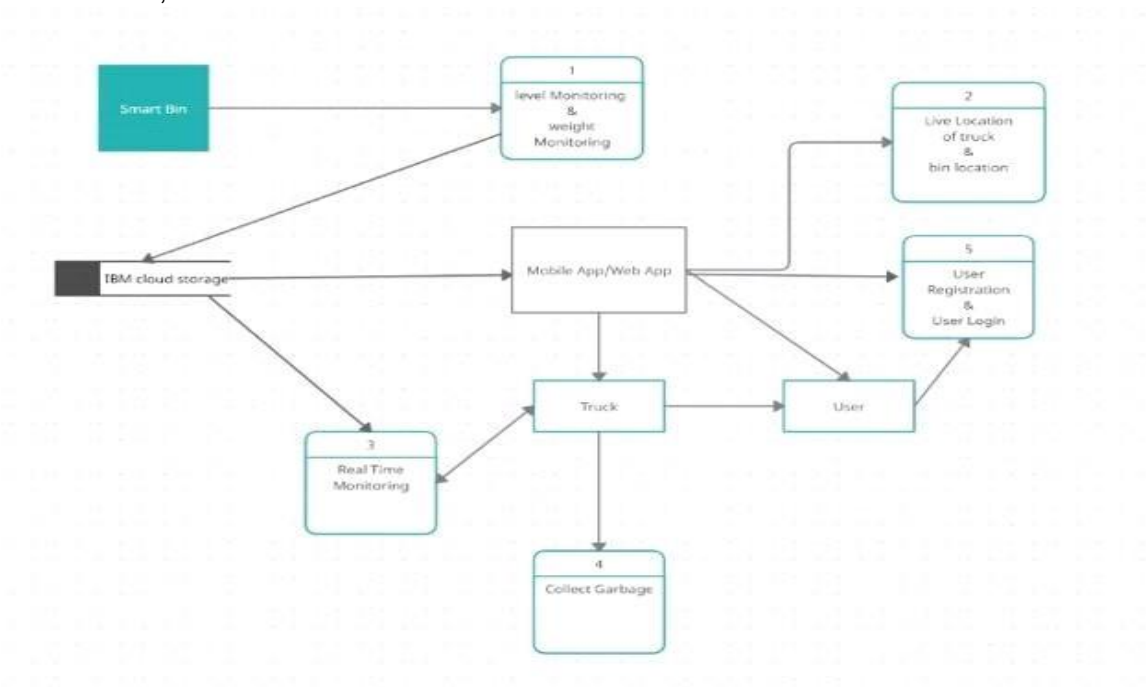 Smart Bin
1
level Monitoring
&
weight
Monitoring
2
Live Location
of truck
&
bin location
IBM cloud storage
Mobile App/Web App
5
User
Registration
&
User Login
Truck
User
3
Real Time
Monitoring
4
Collect Garbage